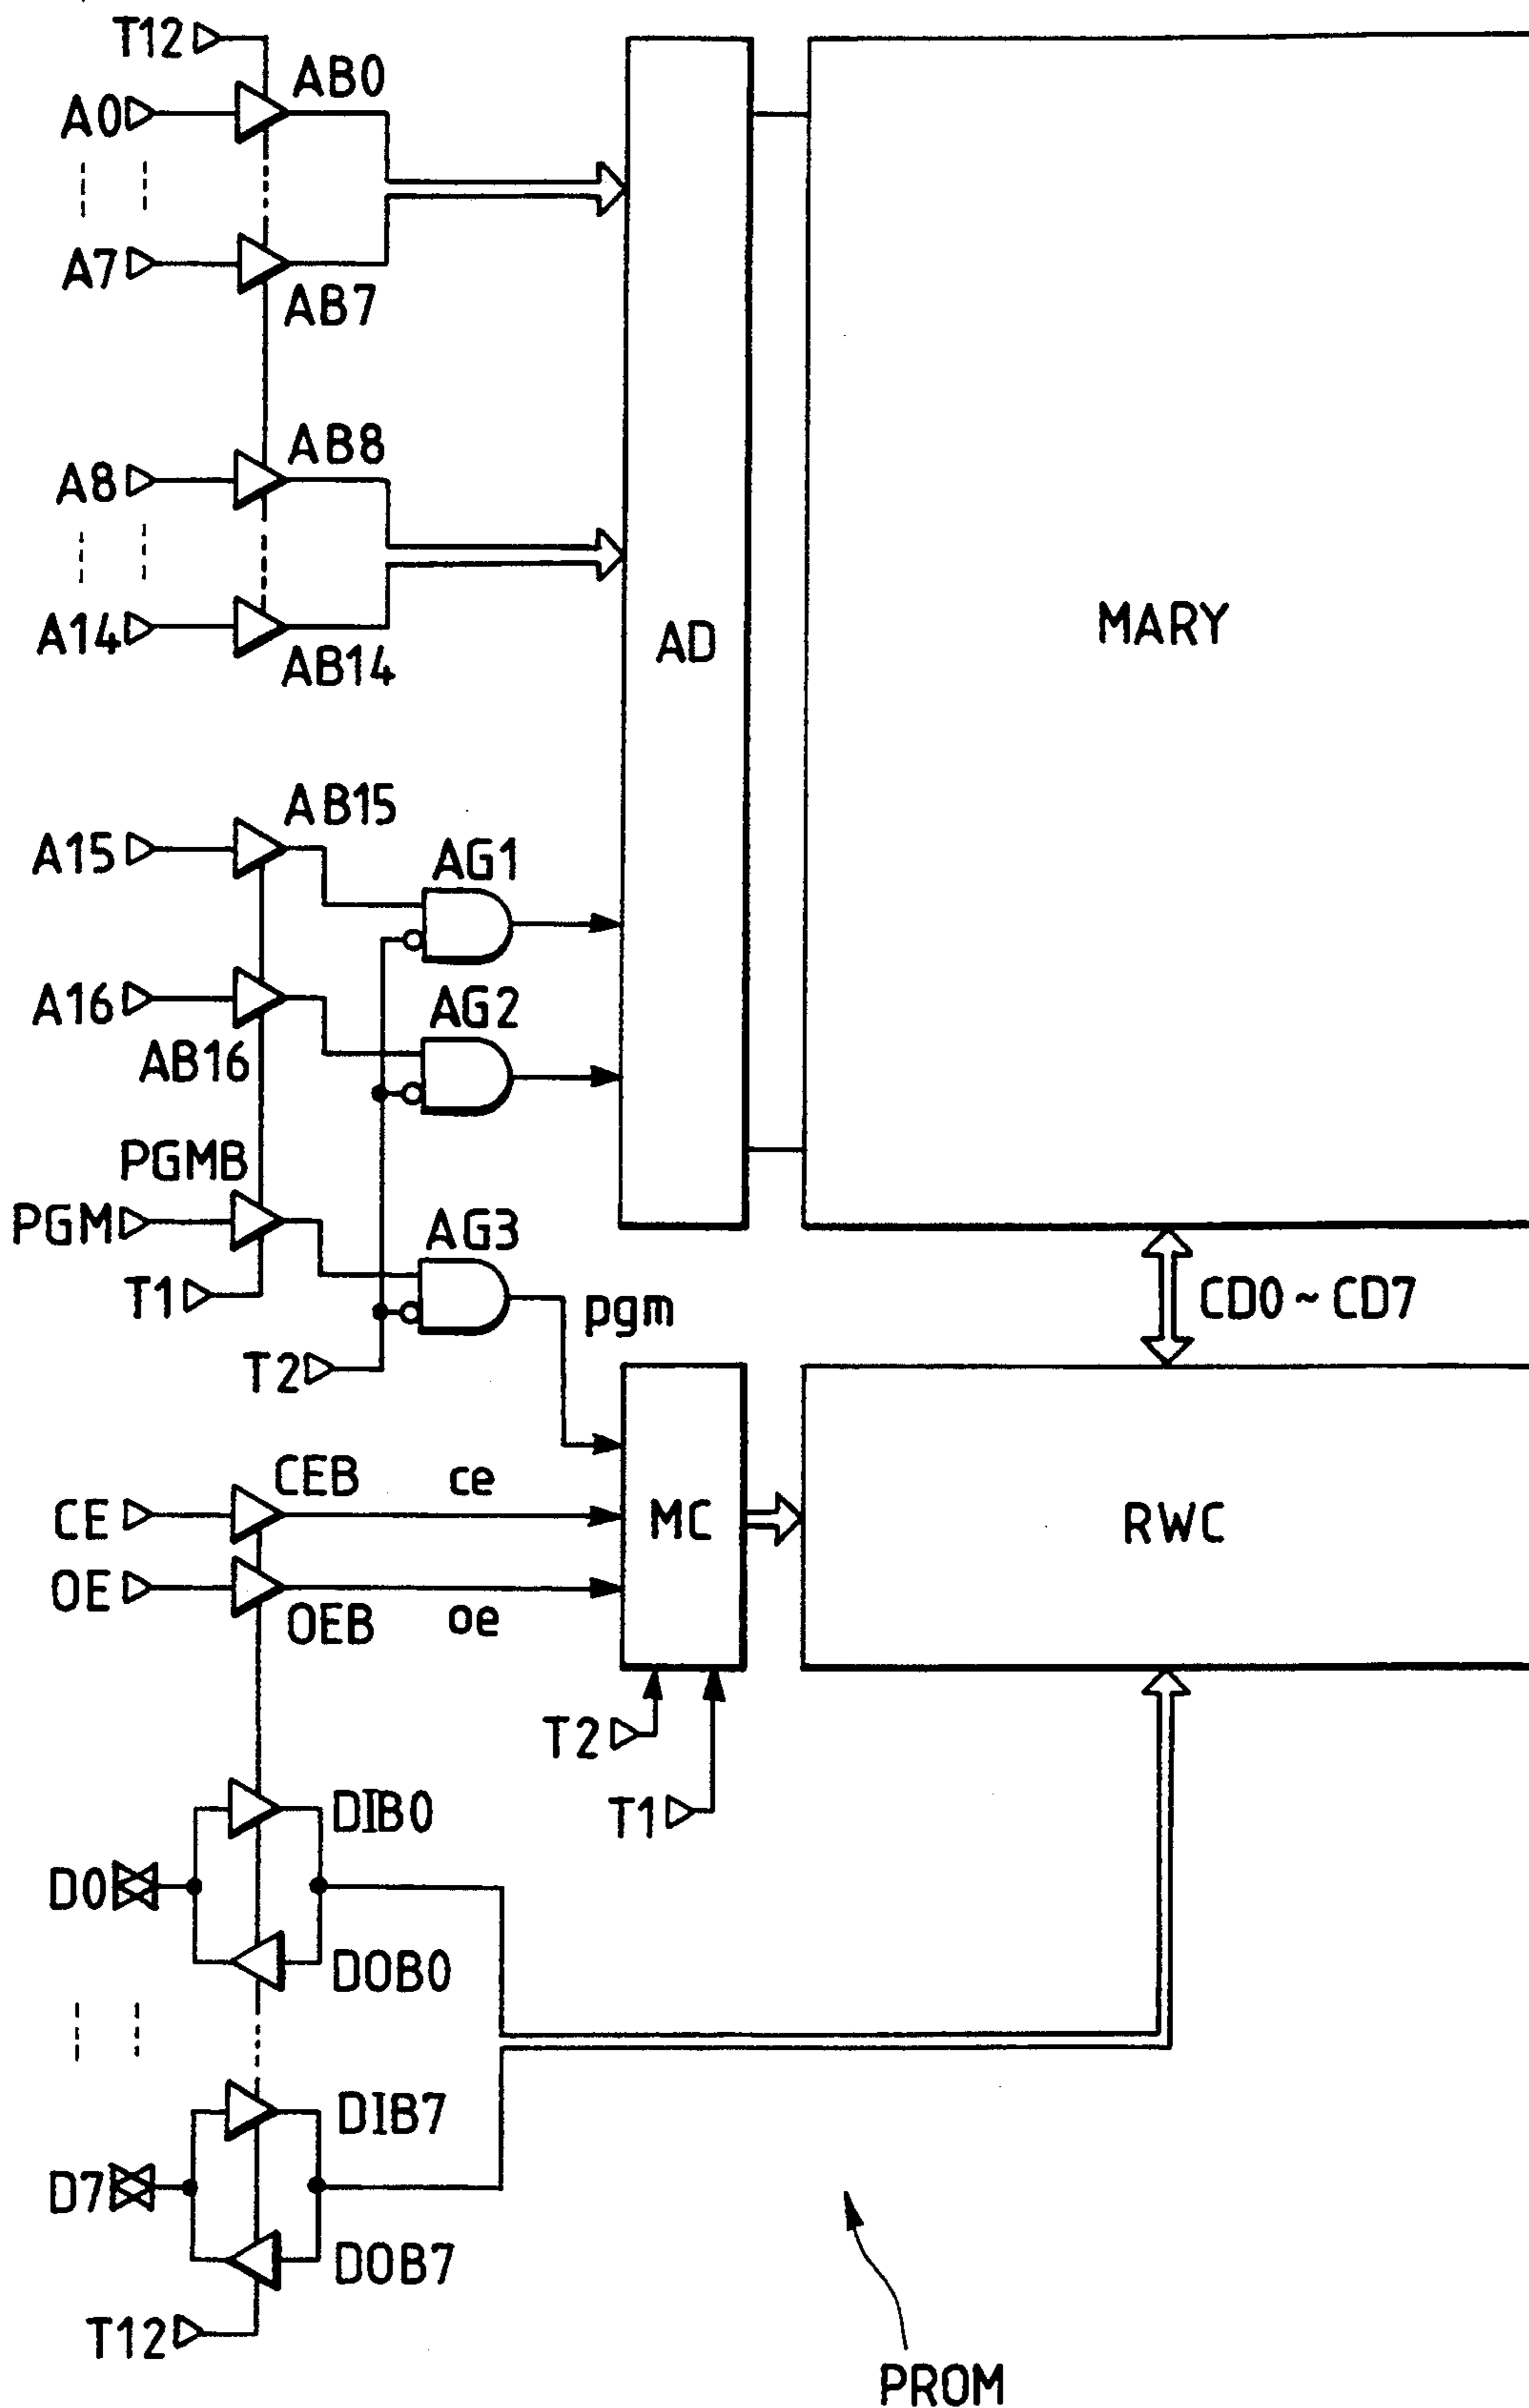 T12
AB0
A0
A7
AB7
AB8
A8
A14
AB14
AD
MARY
AB15
A15
AG1
A16
AG2
AB16
PGMB
PGM
AG3
T1
pgm
CD0~CD7
T2
CEB
ce
CE
MC
RWC
OE
OEB
oe
T2
T1
DIB0
D0
DOB0
DIB7
D7
DOB7
T12
PROM